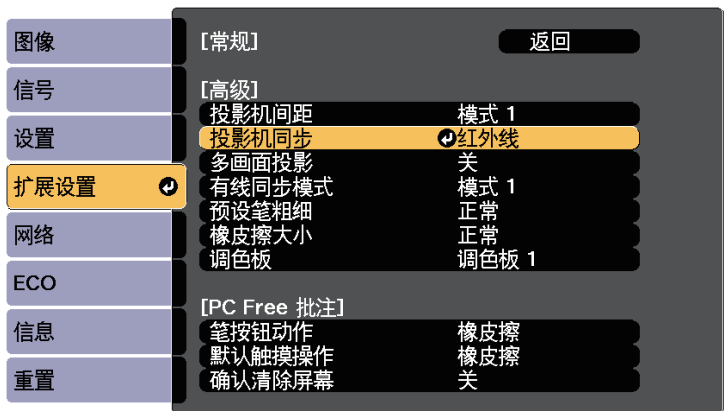 图像
信号
设置
扩展设置
网络
ECO
信息
重置
[常规] 返回
[高级]
投影机间距 模式 1
投影机同步 红外线
多画面投影 关
有线同步模式 模式 1
预设笔粗细 正常
橡皮擦大小 正常
调色板 调色板 1
[PC Free 批注]
笔按钮动作 橡皮擦
默认触摸操作 橡皮擦
确认清除屏幕 关